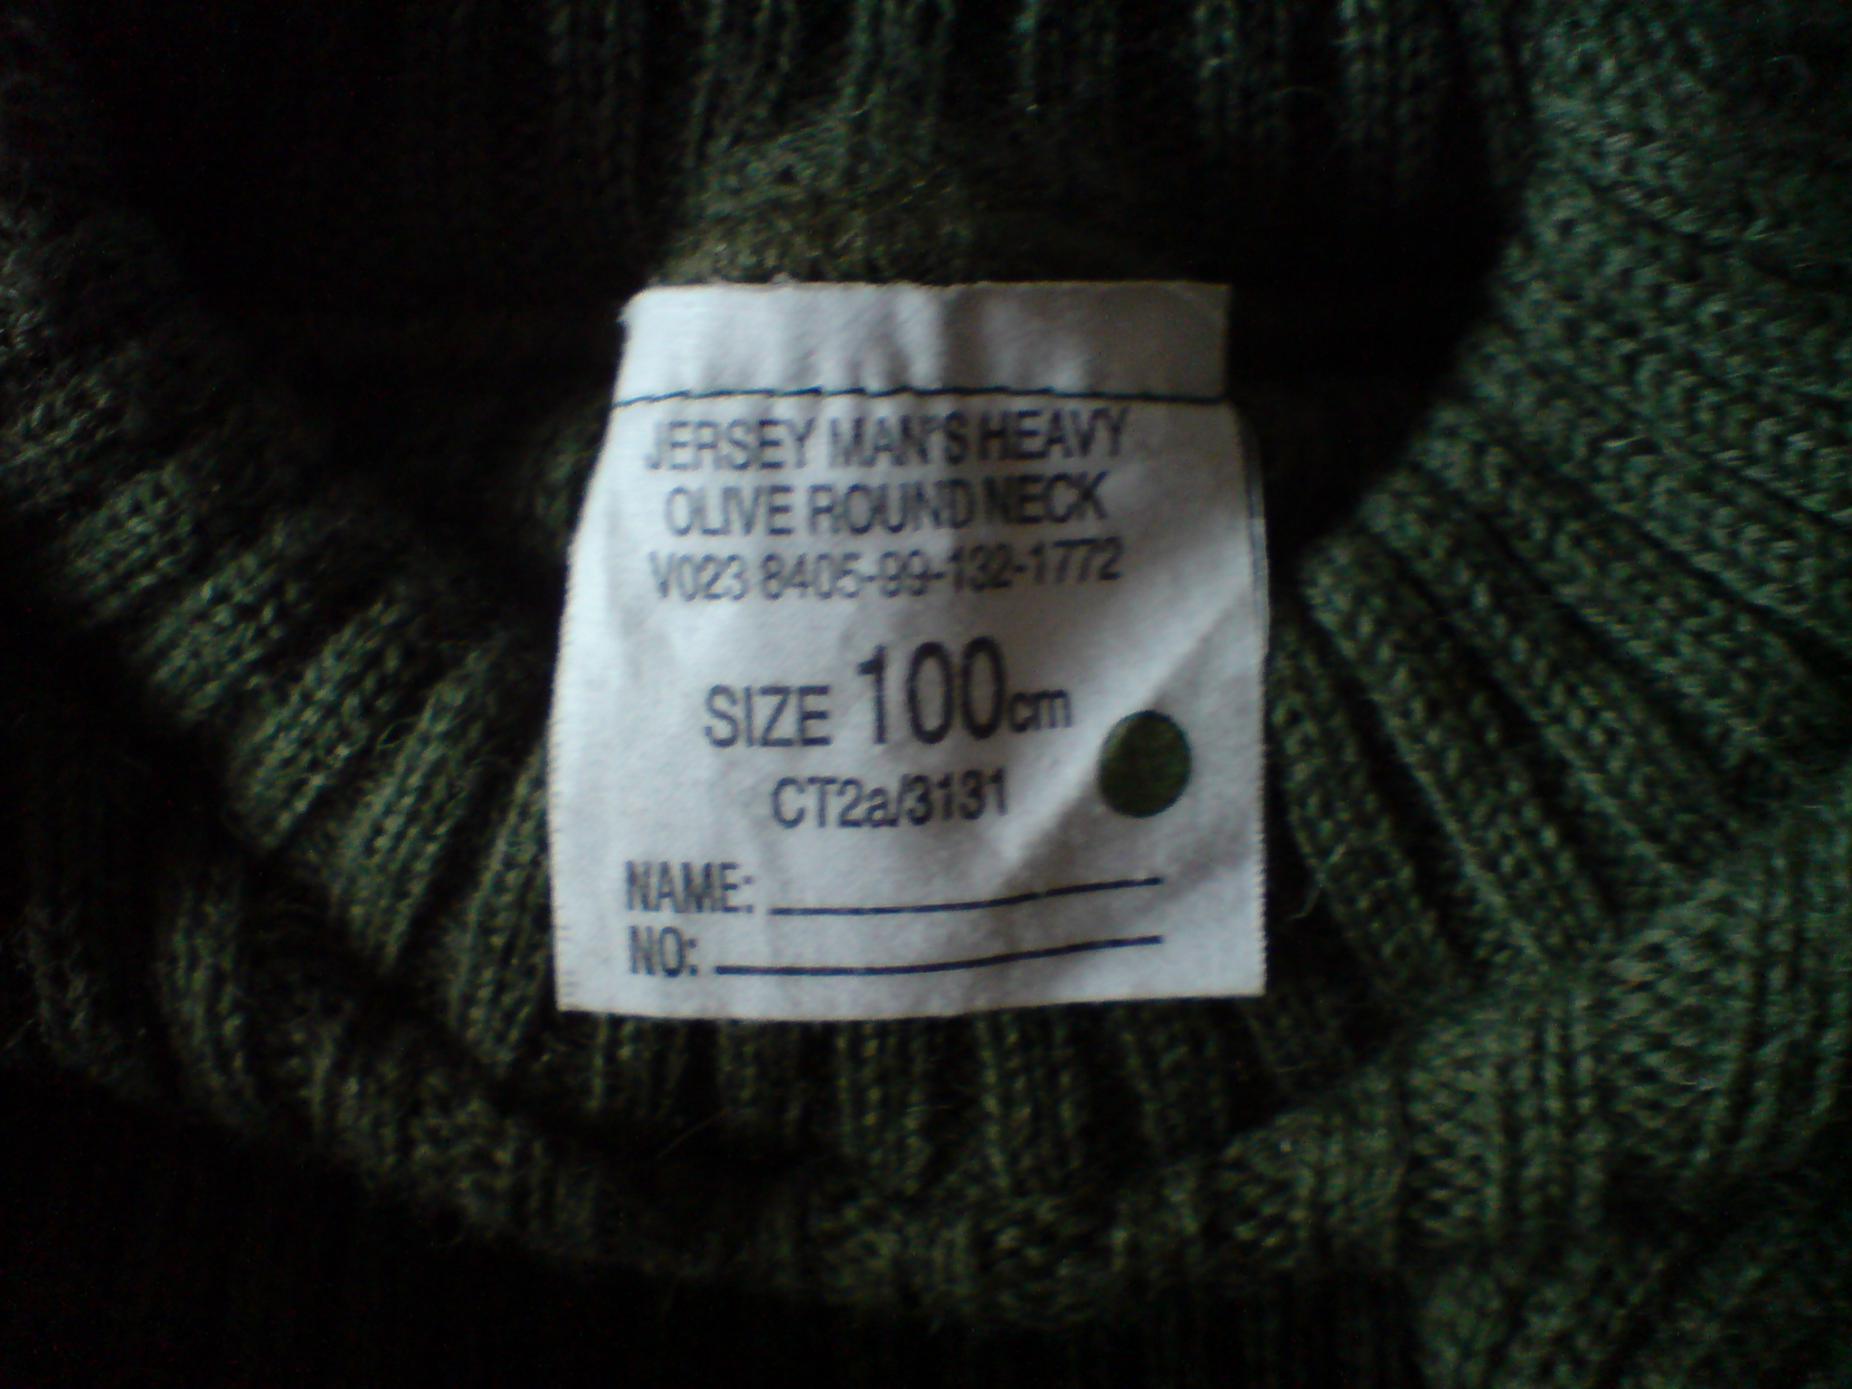 JERSEY MAN'S HEAVY
OLIVE ROUND NECK
V023 8405-99-132-1772
SIZE 100cm
CT2a/3131
NAME:
NO: